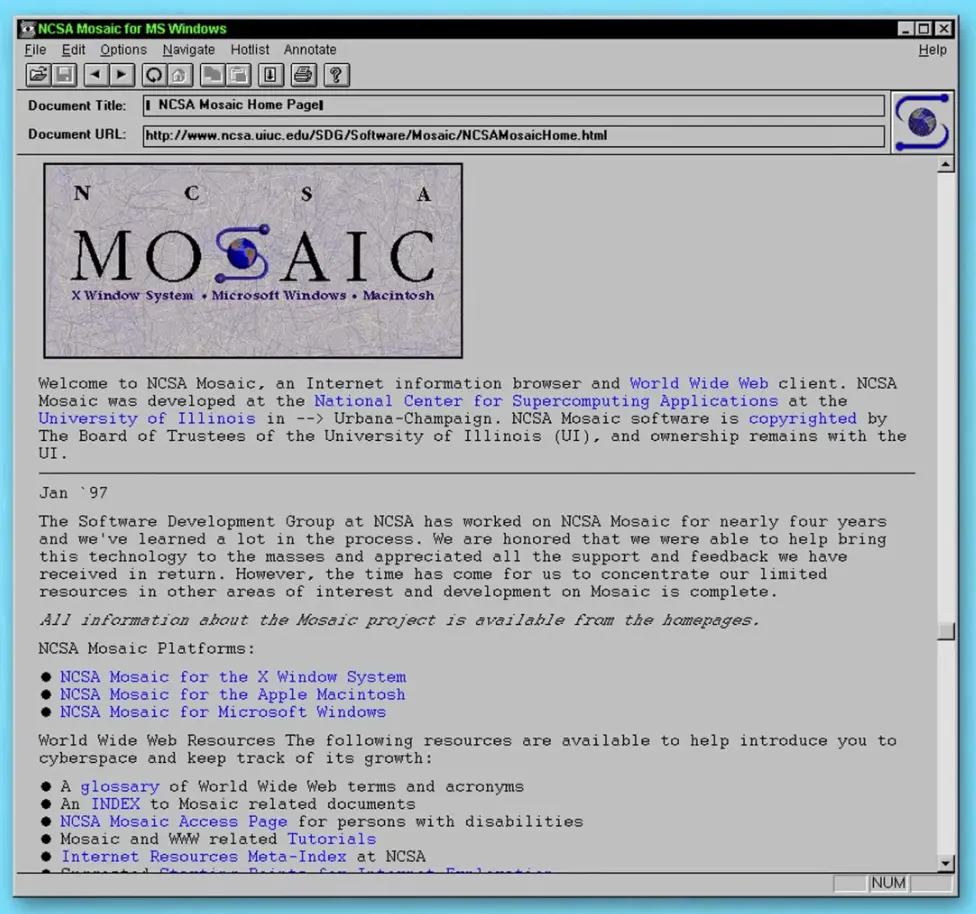 NCSA Mosaic for MS Windows
File Edit Options Navigate Hotlist Annotate Help
Document Title: NCSA Mosaic Home Page
Document URL: http://www.ncsa.uiuc.edu/SDG/Software/Mosaic/NCSAMosaicHome.html
N C S A
MOSAIC
X Window System • Microsoft Windows • Macintosh
Welcome to NCSA Mosaic, an Internet information browser and World Wide Web client. NCSA
Mosaic was developed at the National Center for Supercomputing Applications at the
University of Illinois in --> Urbana-Champaign. NCSA Mosaic software is copyrighted by
The Board of Trustees of the University of Illinois (UI), and ownership remains with the
UI.
Jan `97
The Software Development Group at NCSA has worked on NCSA Mosaic for nearly four years
and we've learned a lot in the process. We are honored that we were able to help bring
this technology to the masses and appreciated all the support and feedback we have
received in return. However, the time has come for us to concentrate our limited
resources in other areas of interest and development on Mosaic is complete.
All information about the Mosaic project is available from the homepages.
NCSA Mosaic Platforms:
● NCSA Mosaic for the X Window System
● NCSA Mosaic for the Apple Macintosh
● NCSA Mosaic for Microsoft Windows
World Wide Web Resources The following resources are available to help introduce you to
cyberspace and keep track of its growth:
● A glossary of World Wide Web terms and acronyms
● An INDEX to Mosaic related documents
● NCSA Mosaic Access Page for persons with disabilities
● Mosaic and WWW related Tutorials
● Internet Resources Meta-Index at NCSA
● Suggested Starting Points for Internet Exploration
NUM